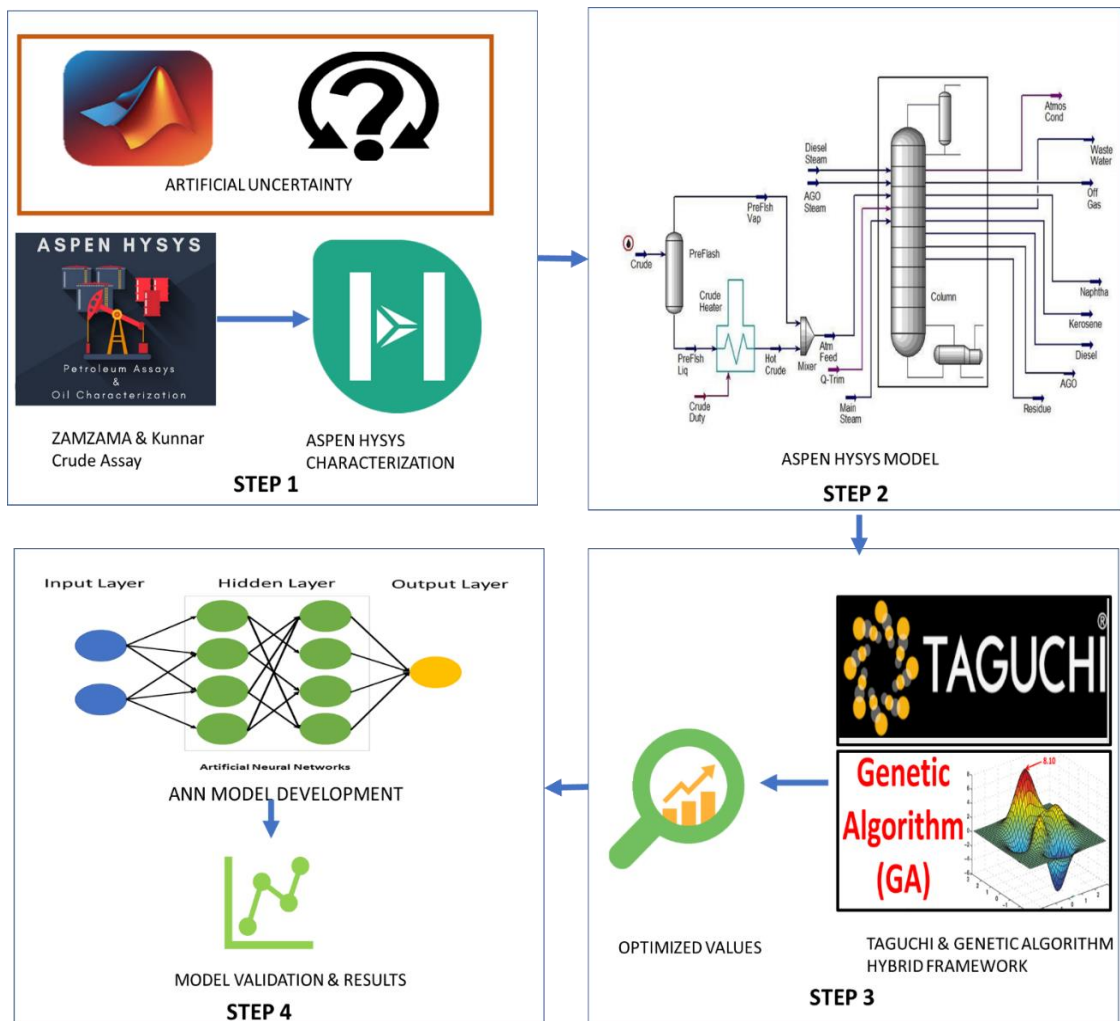 ARTIFICIAL UNCERTAINTY
ASPEN HYSYS
Petroleum Assays
&
Oil Characterization
ZAMZAMA & Kunnar
Crude Assay
ASPEN HYSYS
CHARACTERIZATION
STEP 1
Crude
PreFlash
PreFlsh
Vap
PreFlsh
Liq
Crude
Heater
Crude
Duty
Hot
Crude
Mixer
Atm
Feed
Q-Trim
Main
Steam
Diesel
Steam
AGO
Steam
Column
Atmos
Cond
Waste
Water
Off
Gas
Naphtha
Kerosene
Diesel
AGO
Residue
ASPEN HYSYS MODEL
STEP 2
TAGUCHI®
Genetic
Algorithm
(GA)
8.10
OPTIMIZED VALUES
TAGUCHI & GENETIC ALGORITHM
HYBRID FRAMEWORK
STEP 3
Input Layer
Hidden Layer
Output Layer
Artificial Neural Networks
ANN MODEL DEVELOPMENT
MODEL VALIDATION & RESULTS
STEP 4